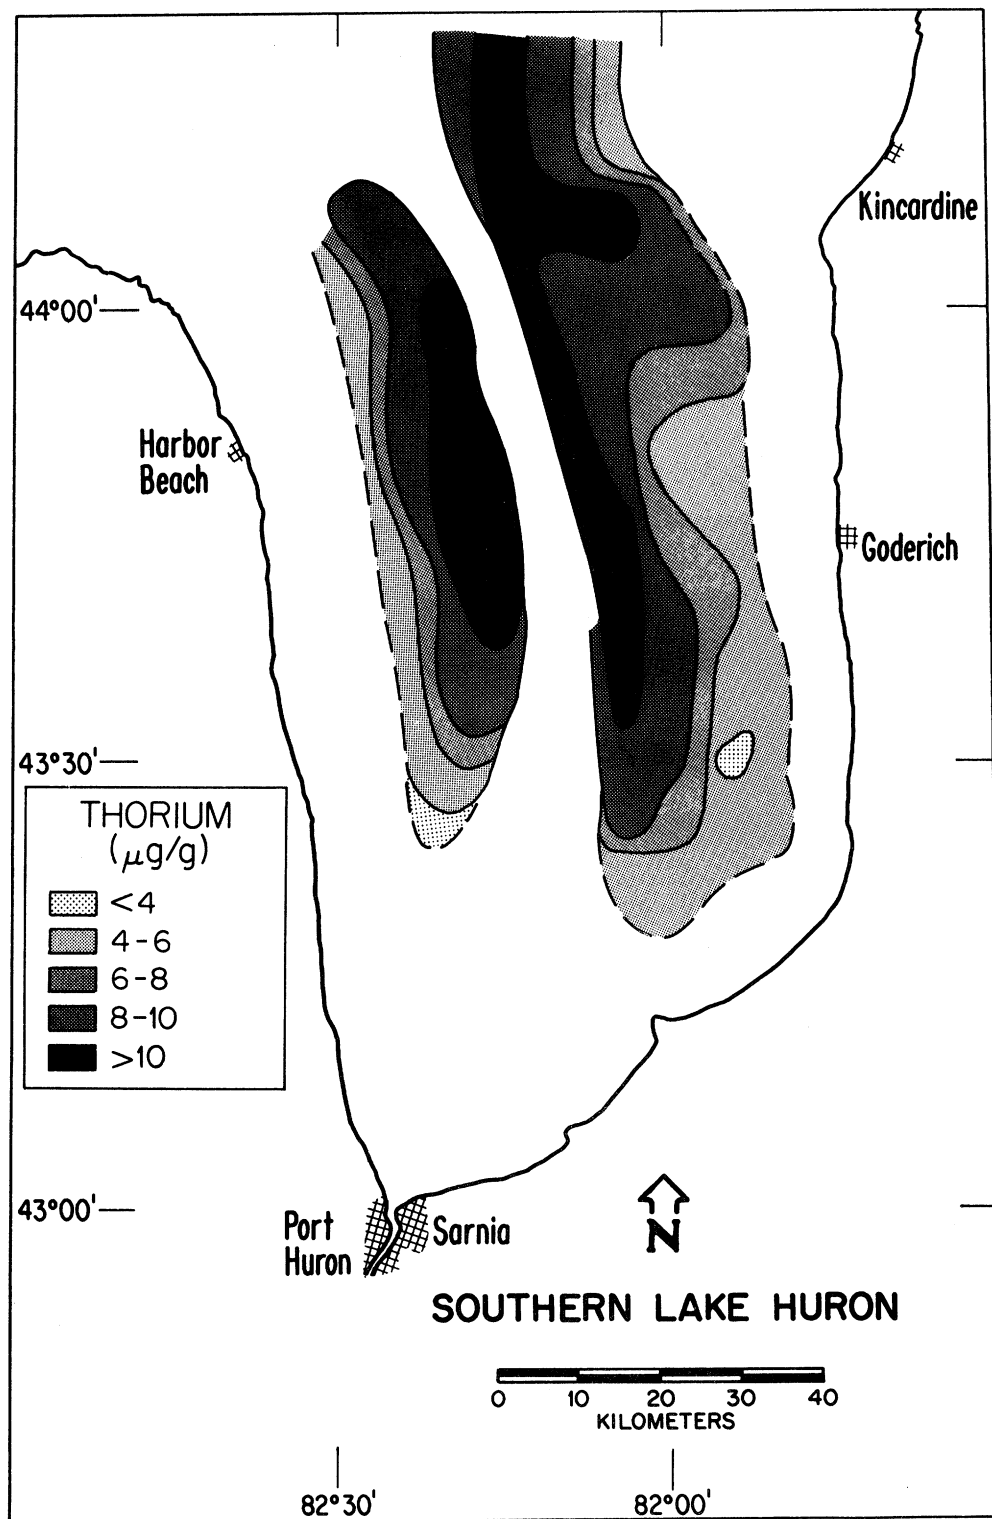 Kincardine
44°00'
Harbor
Beach
Goderich
43°30'
THORIUM
(μg/g)
<4
4-6
6-8
8-10
>10
43°00'
Port
Huron
Sarnia
N
SOUTHERN LAKE HURON
0 10 20 30 40
KILOMETERS
82°30' 82°00'